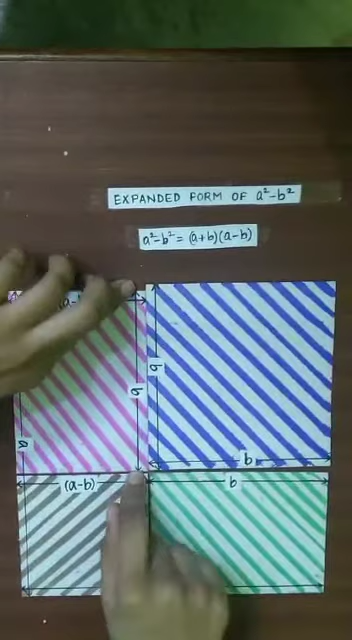 EXPANDED FORM OF a²-b²
a²-b² = (a+b)(a-b)
(a-
b
b
a
b
(a-b)
b